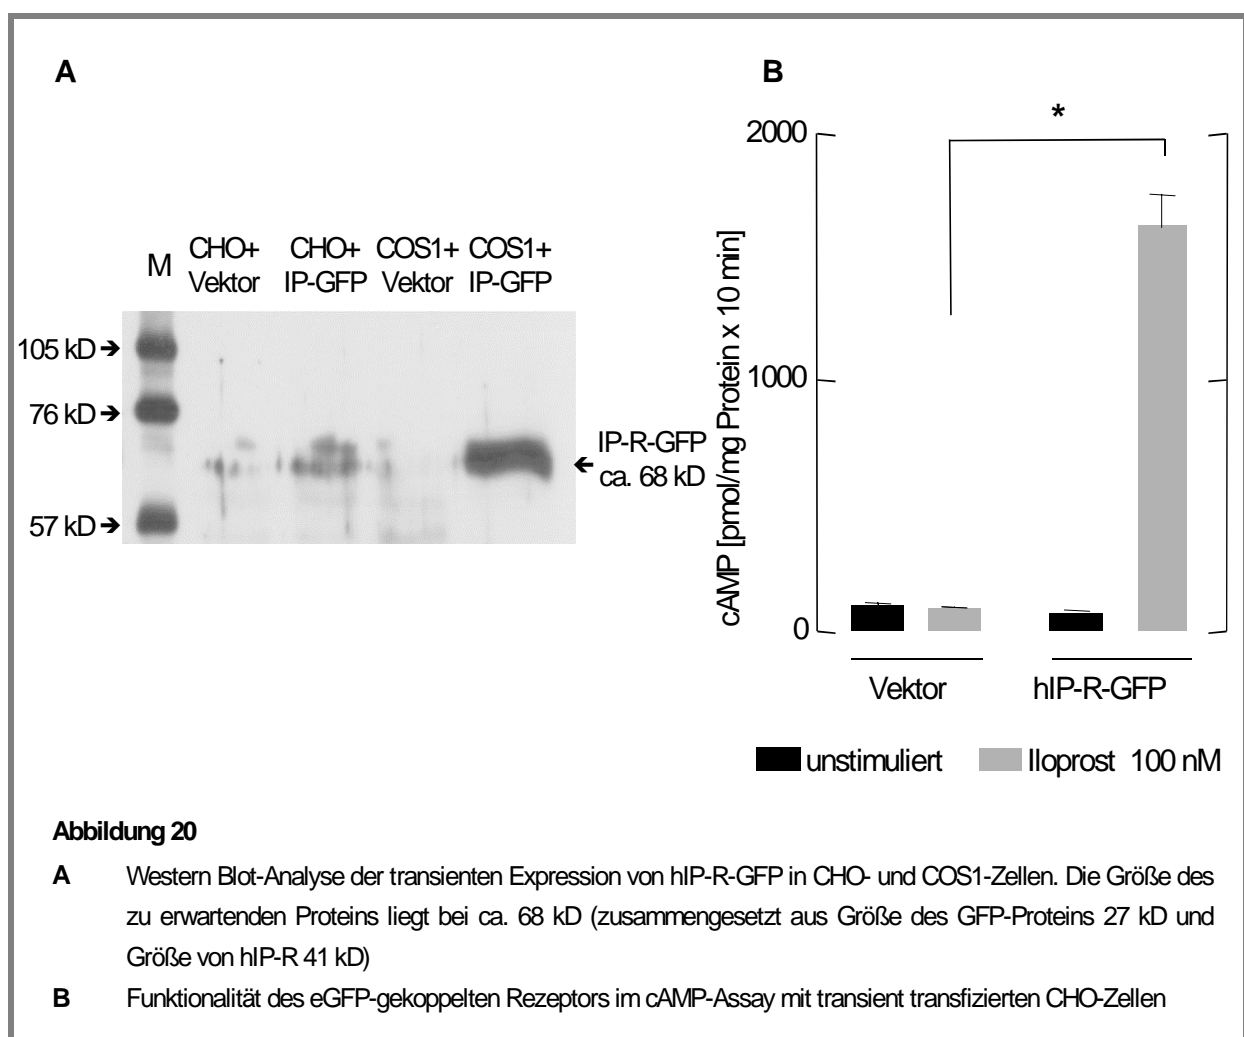 A
B
M
CHO+
Vektor
CHO+
IP-GFP
COS1+
Vektor
COS1+
IP-GFP
105 kD
76 kD
57 kD
IP-R-GFP
ca. 68 kD
*
2000
1000
0
cAMP [pmol/mg Protein x 10 min]
Vektor
hIP-R-GFP
unstimuliert
Iloprost 100 nM
Abbildung 20
A Western Blot-Analyse der transienten Expression von hIP-R-GFP in CHO- und COS1-Zellen. Die Größe des
zu erwartenden Proteins liegt bei ca. 68 kD (zusammengesetzt aus Größe des GFP-Proteins 27 kD und
Größe von hIP-R 41 kD)
B Funktionalität des eGFP-gekoppelten Rezeptors im cAMP-Assay mit transient transfizierten CHO-Zellen